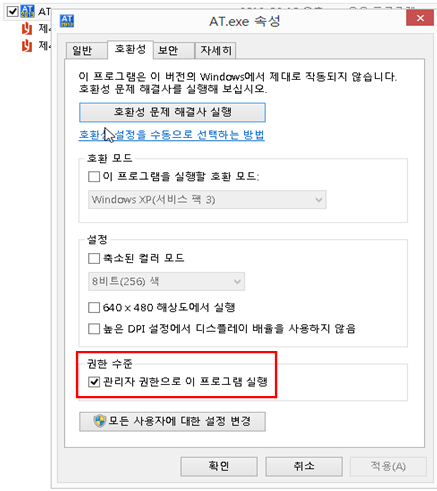 AT.exe 속성
AT
제4
제4
일반 호환성 보안 자세히
이 프로그램은 이 버전의 Windows에서 제대로 작동되지 않습니다.
호환성 문제 해결사를 실행해 보십시오.
호환성 문제 해결사 실행
호환성 설정을 수동으로 선택하는 방법
호환 모드
이 프로그램을 실행할 호환 모드:
Windows XP(서비스 팩 3)
설정
축소된 컬러 모드
8비트(256) 색
640 x 480 해상도에서 실행
높은 DPI 설정에서 디스플레이 배율을 사용하지 않음
권한 수준
관리자 권한으로 이 프로그램 실행
모든 사용자에 대한 설정 변경
확인 취소 적용(A)